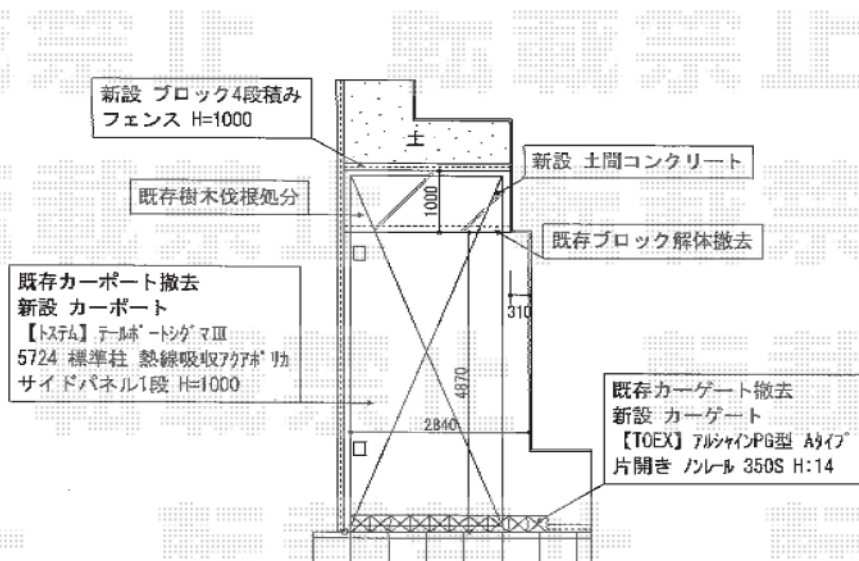 新設 ブロック4段積み
フェンス H=1000
土
新設 土間コンクリート
既存樹木伐根処分
1000
既存ブロック解体撤去
既存カーポート撤去
新設 カーポート
【トステム】テールポートシグマⅢ
5724 標準柱 熱線吸収アクアポリカ
サイドパネル1段 H=1000
310
4870
2840
既存カーゲート撤去
新設 カーゲート
【TOEX】アルシャインPG型 Aタイプ
片開き ノンレール 350S H:14